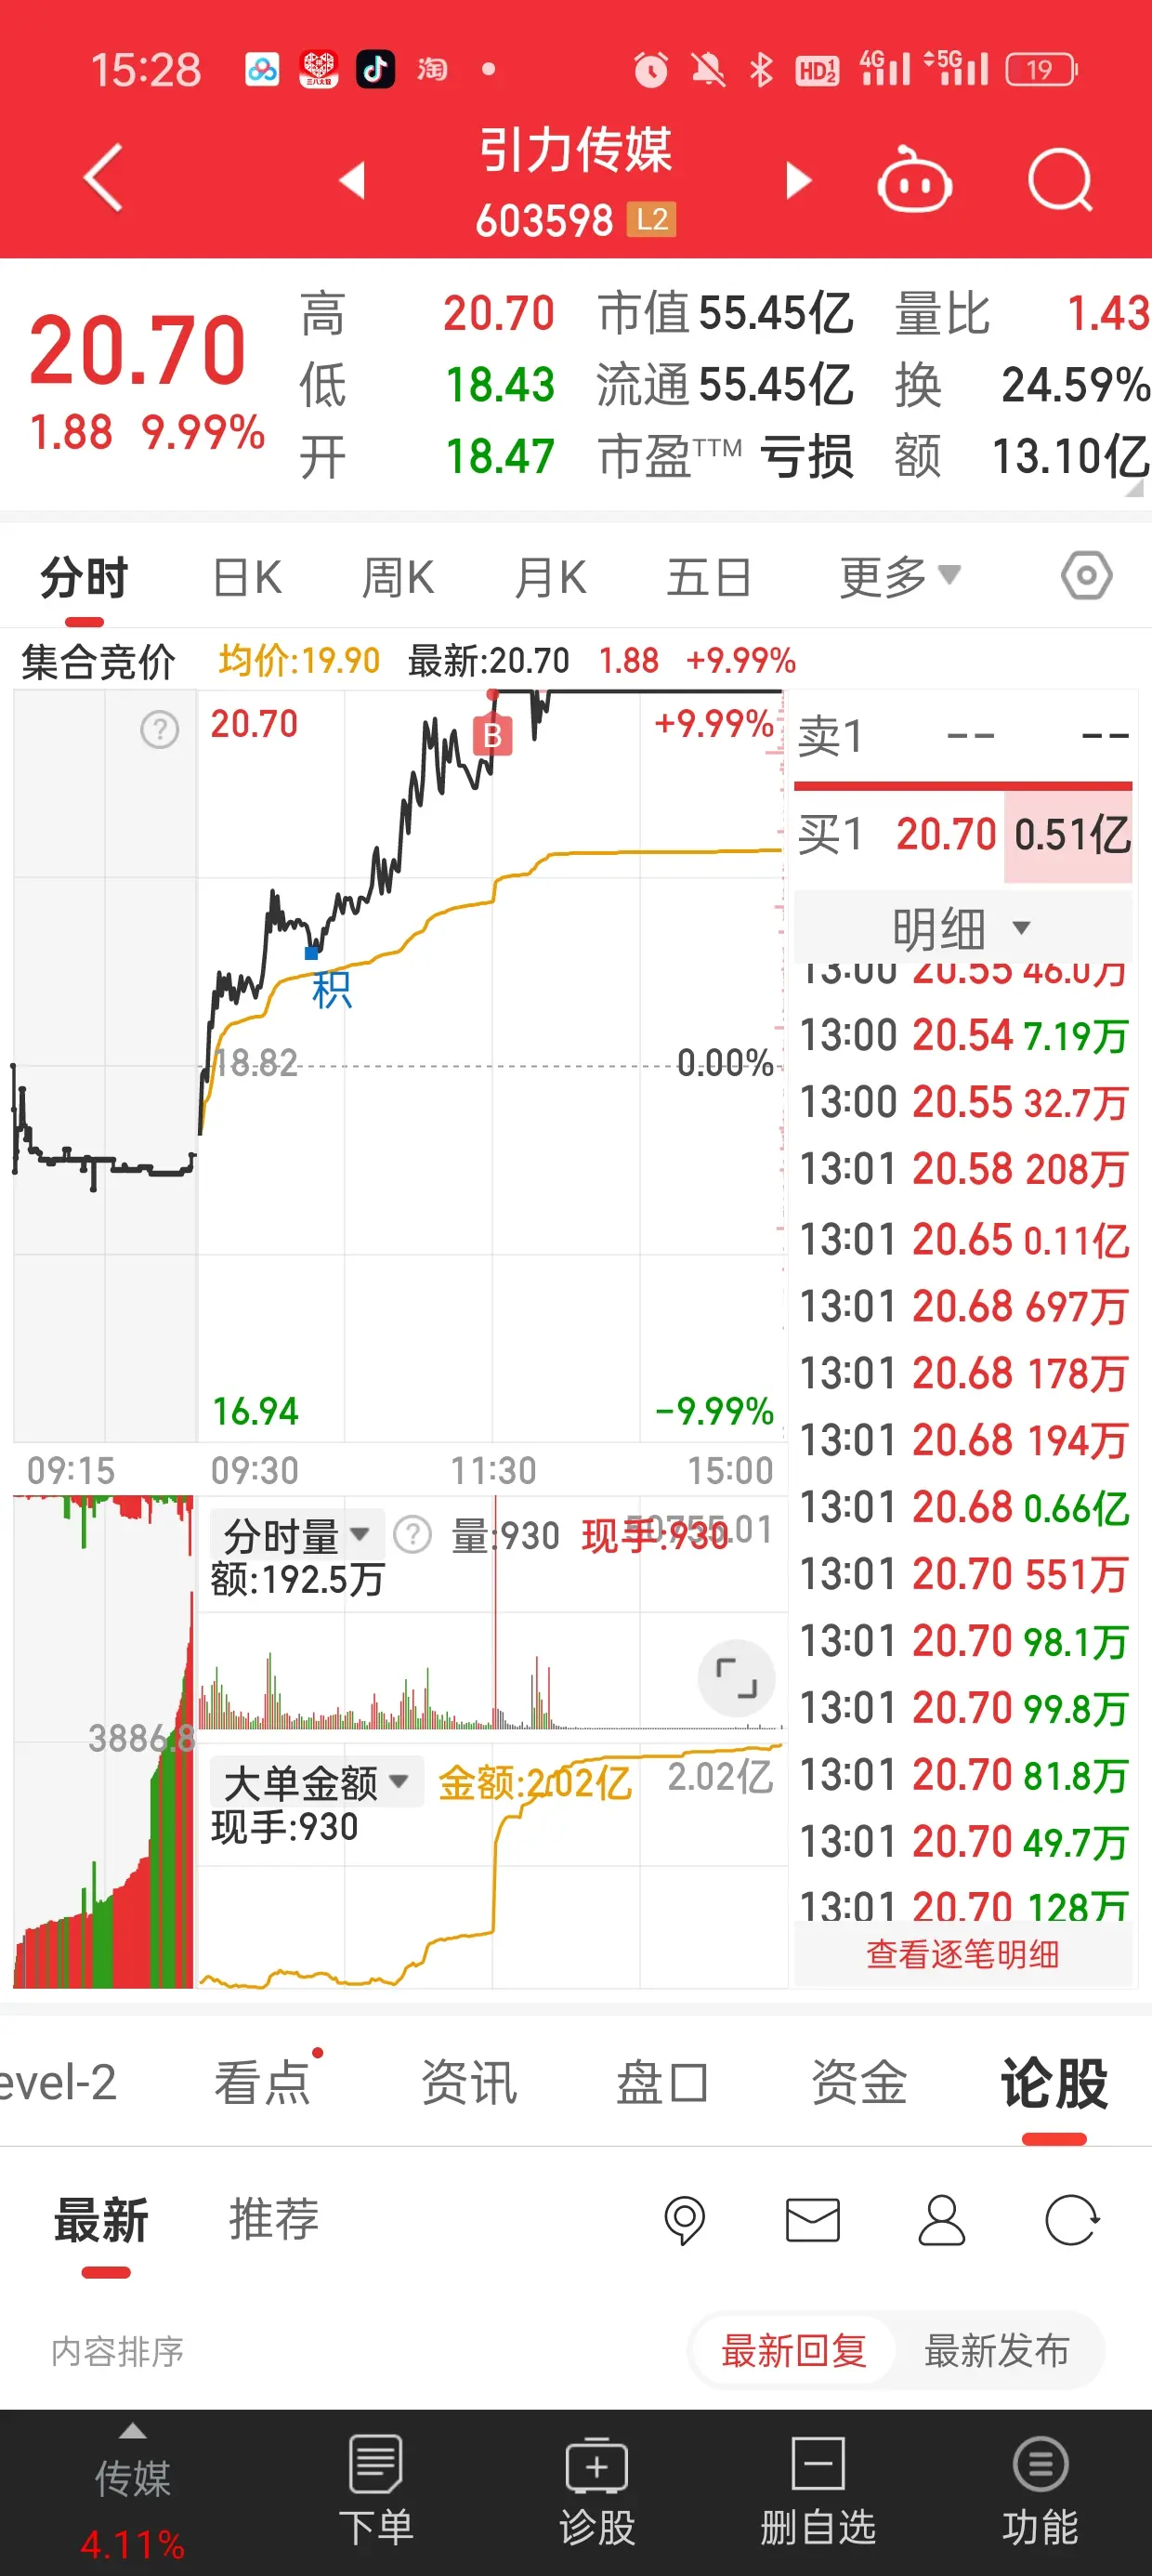 15:28 淘 HD 1 2 4G 5G 19
引力传媒
603598 L2
20.70
1.88 9.99%
高 20.70 市值 55.45亿 量比 1.43
低 18.43 流通 55.45亿 换 24.59%
开 18.47 市盈TTM 亏损 额 13.10亿
分时 日K 周K 月K 五日 更多
集合竞价 均价:19.90 最新:20.70 1.88 +9.99%
20.70 +9.99%
B
积
18.82 0.00%
16.94 -9.99%
09:15 09:30 11:30 15:00
卖1 -- --
买1 20.70 0.51亿
明细
13:00 20.55 46.0万
13:00 20.54 7.19万
13:00 20.55 32.7万
13:01 20.58 208万
13:01 20.65 0.11亿
13:01 20.68 697万
13:01 20.68 178万
13:01 20.68 194万
13:01 20.68 0.66亿
13:01 20.70 551万
13:01 20.70 98.1万
13:01 20.70 99.8万
13:01 20.70 81.8万
13:01 20.70 49.7万
13:01 20.70 128万
查看逐笔明细
分时量 ? 量:930 现手:930
额:192.5万
3886.8
大单金额 金额:2.02亿 2.02亿
现手:930
evel-2 看点 资讯 盘口 资金 论股
最新 推荐
内容排序 最新回复 最新发布
传媒 下单 诊股 删自选 功能
4.11%